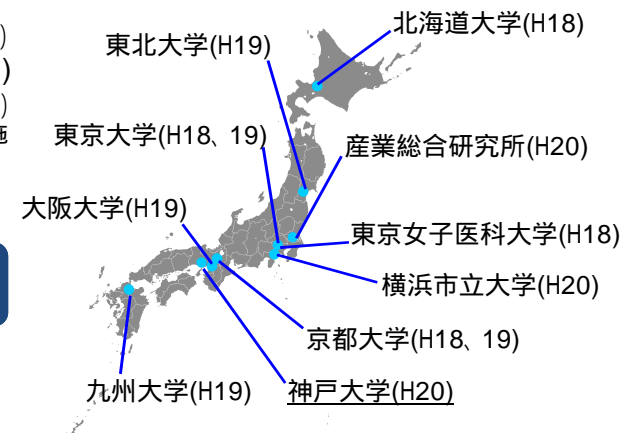 北海道大学(H18)
東北大学(H19)
)
)
)
施
東京大学(H18、19)
産業総合研究所(H20)
大阪大学(H19)
東京女子医科大学(H18)
横浜市立大学(H20)
京都大学(H18、19)
九州大学(H19)
神戸大学(H20)